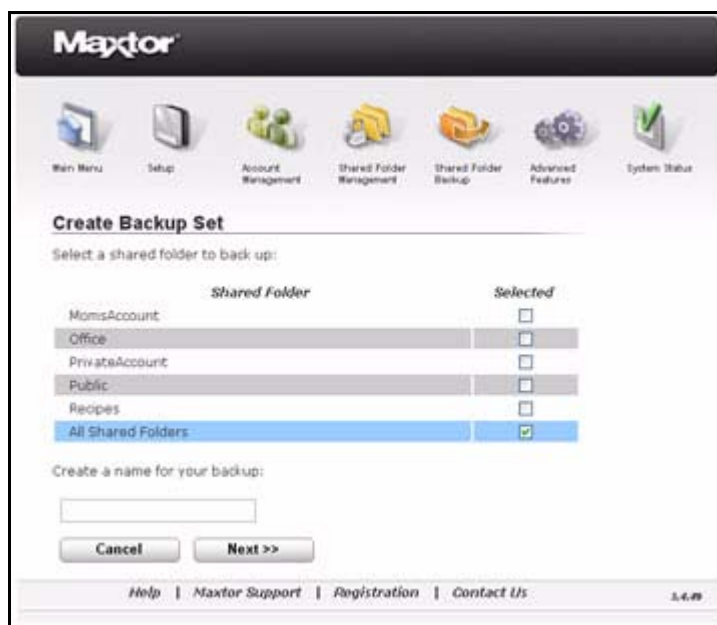 Maxtor
Main Menu
Setup
Account Management
Shared Folder Management
Shared Folder Backup
Advanced Features
System Status
Create Backup Set
Select a shared folder to back up:
Shared Folder Selected
MomsAccount
Office
PrivateAccount
Public
Recipes
All Shared Folders
Create a name for your backup:
Cancel Next >>
Help | Maxtor Support | Registration | Contact Us